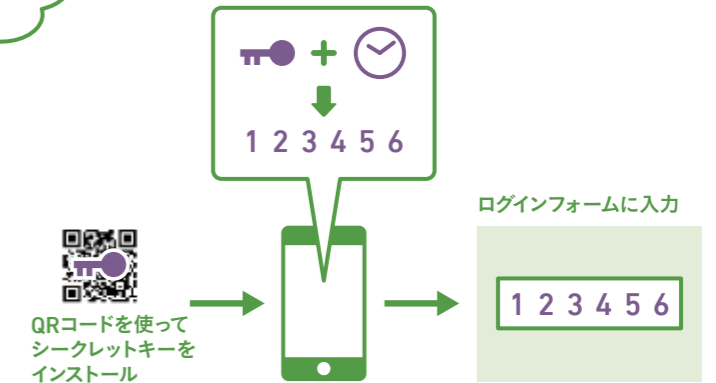 +
1 2 3 4 5 6
ログインフォームに入力
QRコードを使って
シークレットキーを
インストール
1 2 3 4 5 6